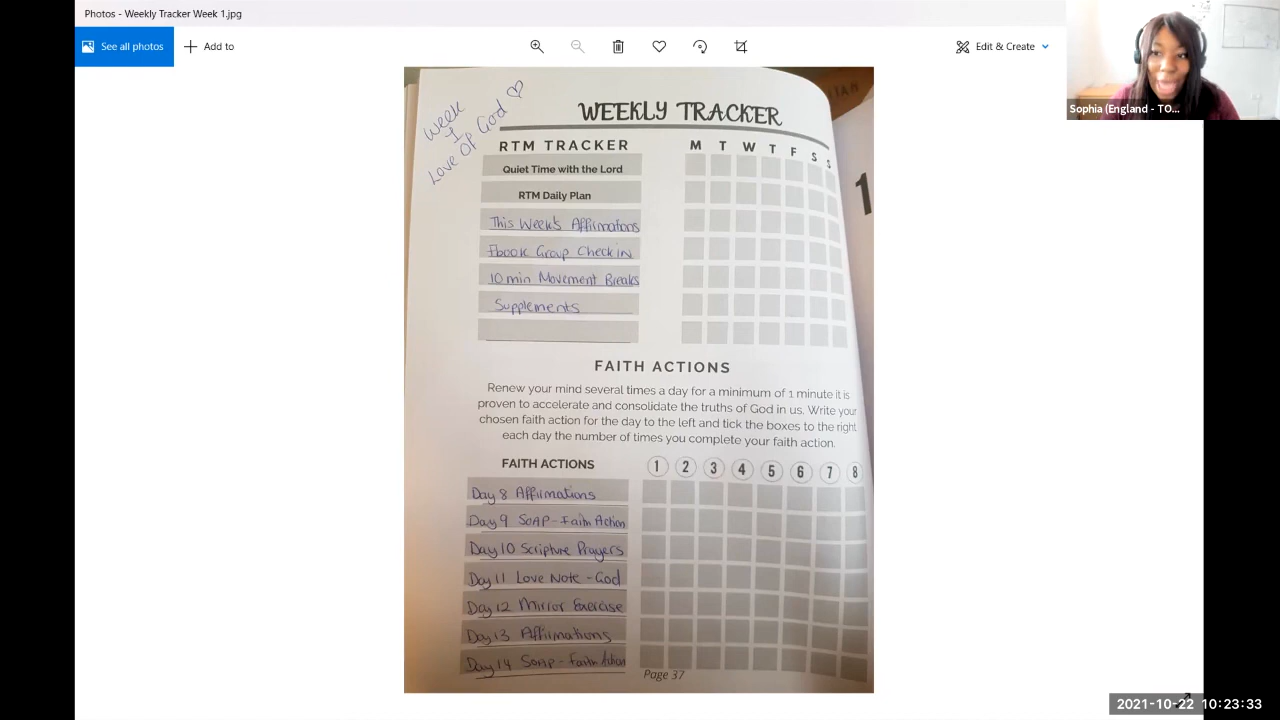 Photos - Weekly Tracker Week 1.jpg
See all photos
Add to
Edit & Create
Sophia (England - TO...
Week
1
Love Of God
WEEKLY TRACKER
RTM TRACKER
M T W T F S S
Quiet Time with the Lord
RTM Daily Plan
This Week's Affirmations
Fbook Group Check in
10 min Movement Breaks
Supplements
1
FAITH ACTIONS
Renew your mind several times a day for a minimum of 1 minute it is
proven to accelerate and consolidate the truths of God in us. Write your
chosen faith action for the day to the left and tick the boxes to the right
each day the number of times you complete your faith action.
FAITH ACTIONS
1 2 3 4 5 6 7 8
Day 8 Affirmations
Day 9 SOAP - Faith Action
Day 10 Scripture Prayers
Day 11 Love Note - God
Day 12 Mirror Exercise
Day 13 Affirmations
Day 14 SOAP - Faith Action
Page 37
2021-10-22 10:23:33